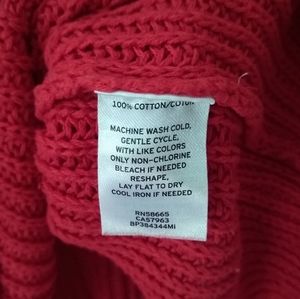 100% COTTON/COTON
MACHINE WASH COLD,
GENTLE CYCLE,
WITH LIKE COLORS
ONLY NON-CHLORINE
BLEACH IF NEEDED
RESHAPE,
LAY FLAT TO DRY
COOL IRON IF NEEDED
RN58665
CA57963
BP384344MI